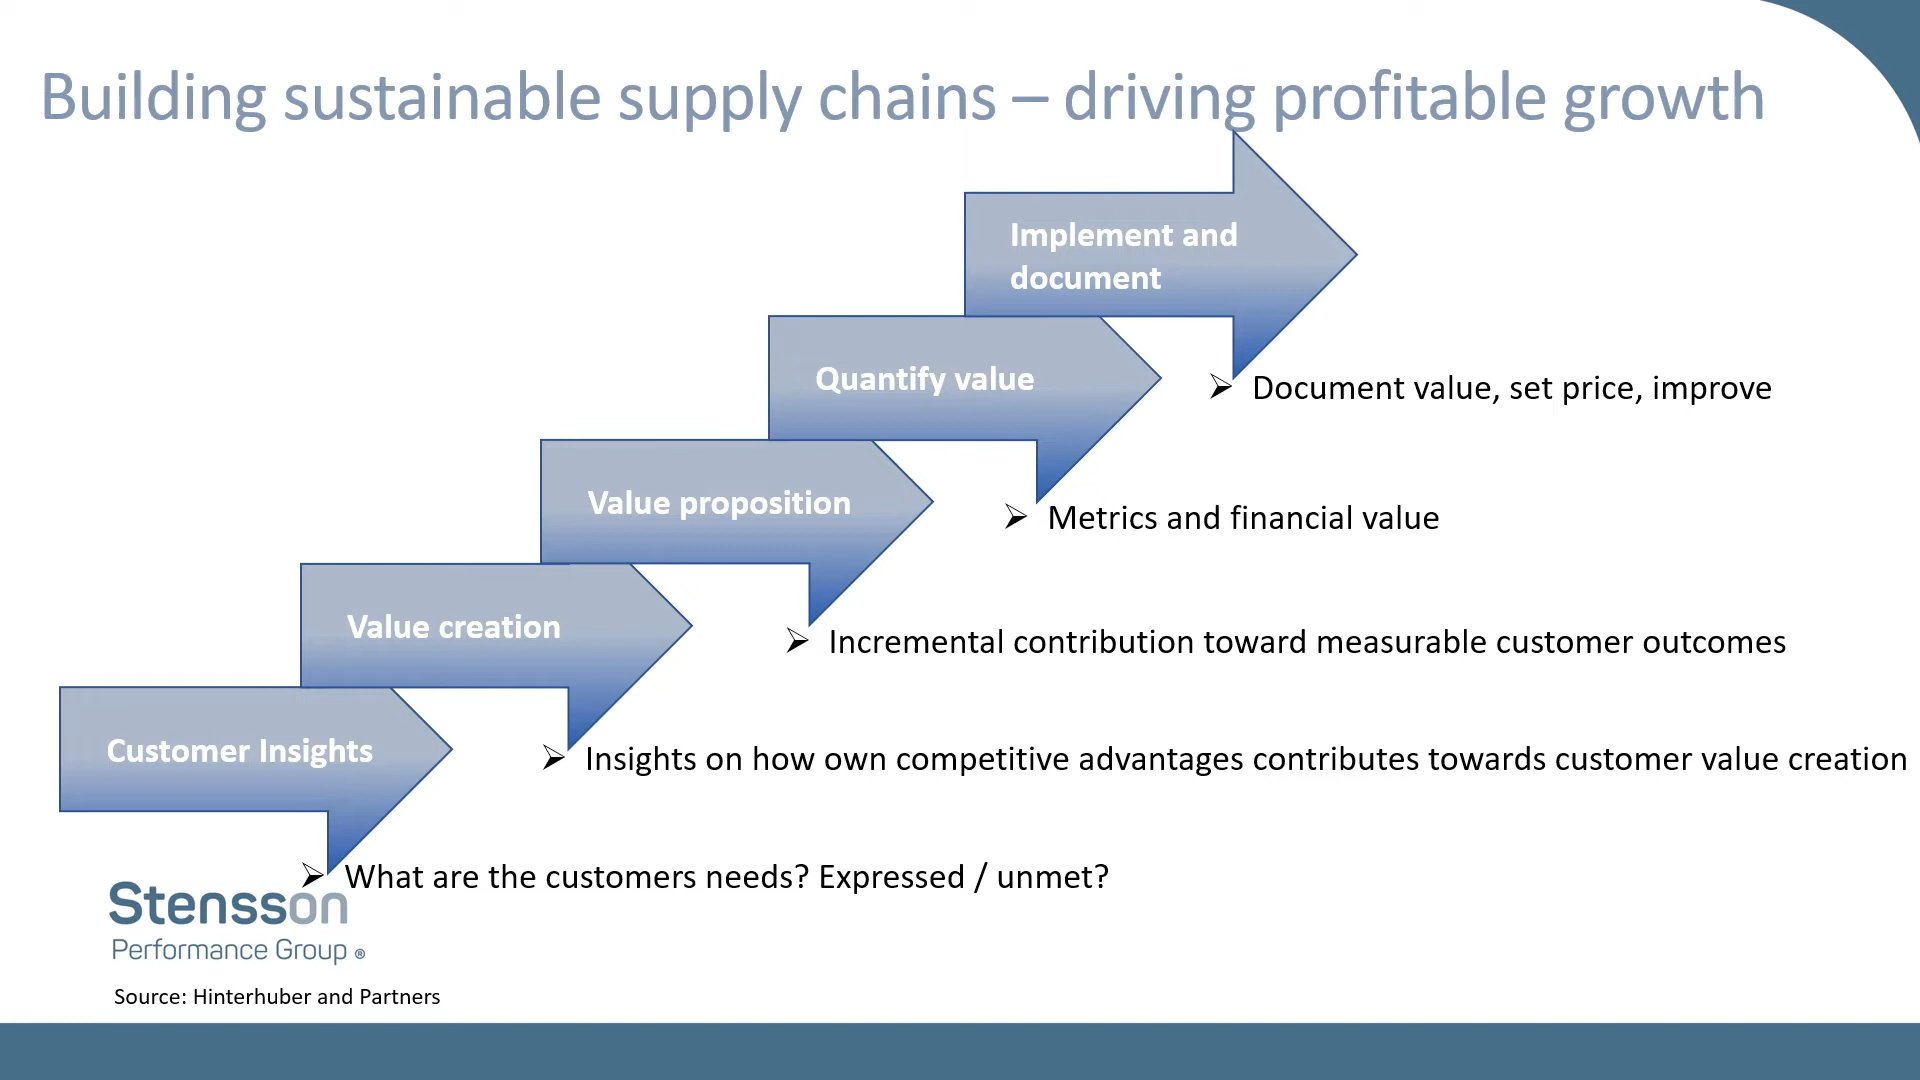 Building sustainable supply chains – driving profitable growth
Implement and
document
Document value, set price, improve
Quantify value
Metrics and financial value
Value proposition
Incremental contribution toward measurable customer outcomes
Value creation
Insights on how own competitive advantages contributes towards customer value creation
Customer Insights
What are the customers needs? Expressed / unmet?
Stensson
Performance Group ®
Source: Hinterhuber and Partners